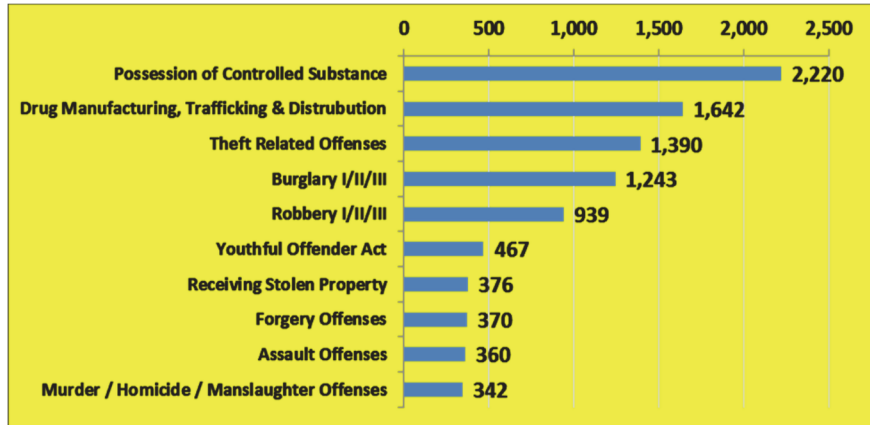 0 500 1,000 1,500 2,000 2,500
Possession of Controlled Substance 2,220
Drug Manufacturing, Trafficking & Distrubution 1,642
Theft Related Offenses 1,390
Burglary I/II/III 1,243
Robbery I/II/III 939
Youthful Offender Act 467
Receiving Stolen Property 376
Forgery Offenses 370
Assault Offenses 360
Murder / Homicide / Manslaughter Offenses 342